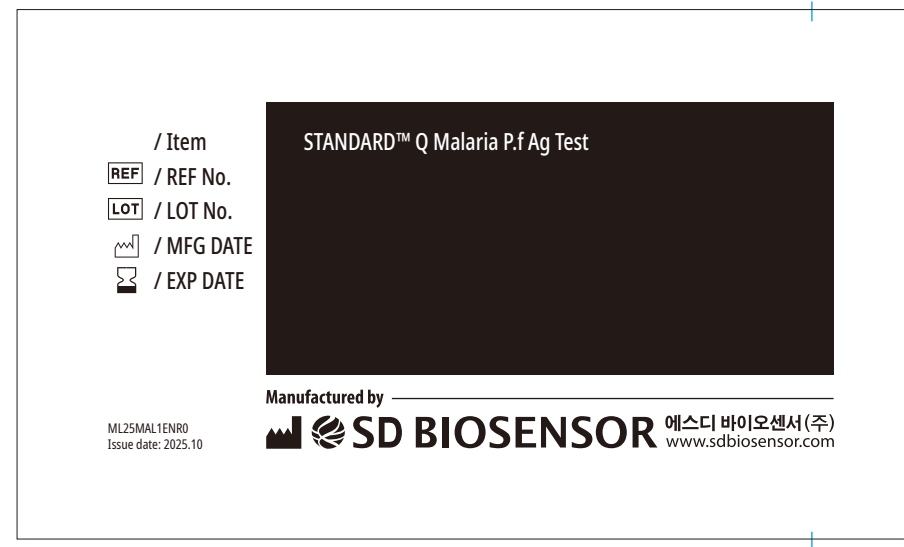 / Item
STANDARD™ Q Malaria P.f Ag Test
REF / REF No.
LOT / LOT No.
/ MFG DATE
/ EXP DATE
Manufactured by
SD BIOSENSOR 에스디 바이오센서(주)
www.sdbiosensor.com
ML25MAL1ENR0
Issue date: 2025.10